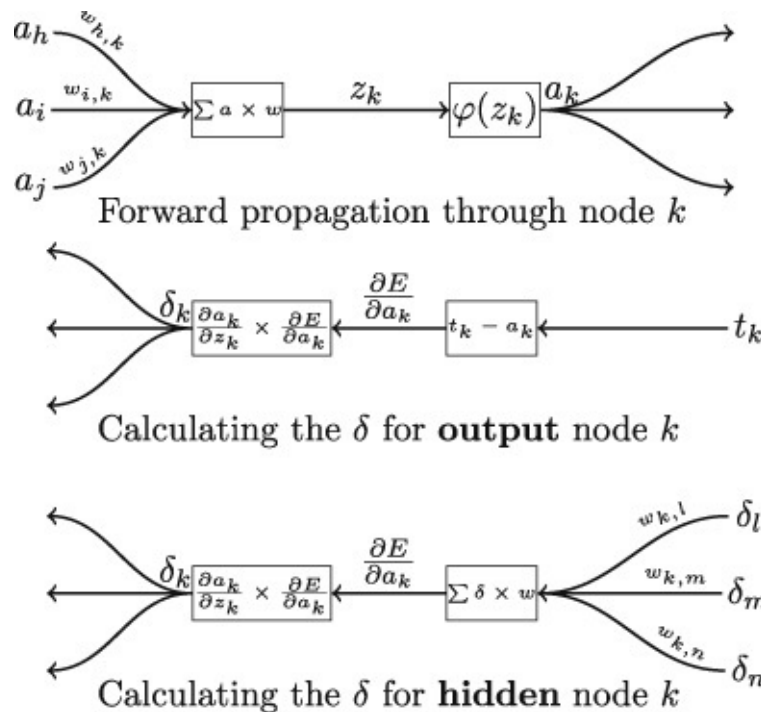 a_h w_{h,k}
a_i w_{i,k} ∑ a × w z_k φ(z_k) a_k
a_j w_{j,k}
Forward propagation through node k
δ_k ∂a_k/∂z_k × ∂E/∂a_k ∂E/∂a_k t_k − a_k t_k
Calculating the δ for output node k
w_{k,l} δ_l
δ_k ∂a_k/∂z_k × ∂E/∂a_k ∂E/∂a_k ∑ δ × w w_{k,m} δ_m
w_{k,n} δ_n
Calculating the δ for hidden node k